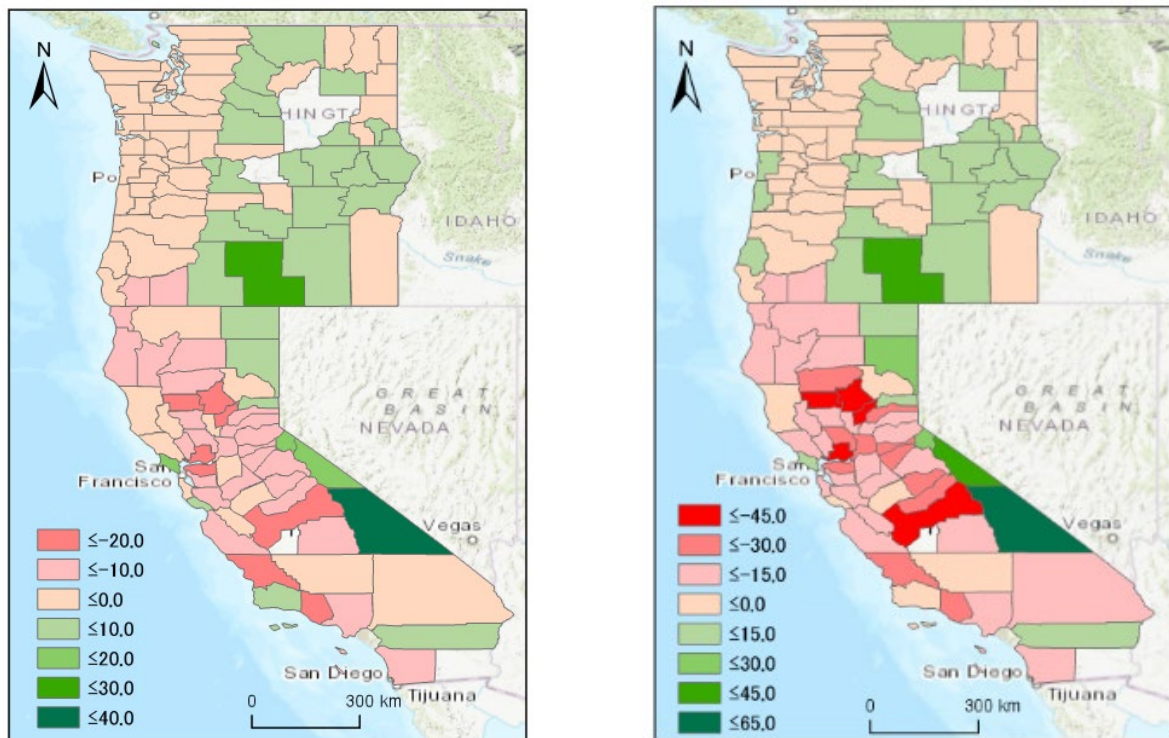 N
HINGTO
Po
IDAHO
Snake
GREAT
BASIN
NEVADA
San
Francisco
Vegas
≤-20.0
≤-10.0
≤0.0
≤10.0
≤20.0
≤30.0
≤40.0
San Diego
Tijuana
0 300 km
N
HINGTO
Po
IDAHO
Snake
GREAT
BASIN
NEVADA
San
Francisco
Vegas
≤-45.0
≤-30.0
≤-15.0
≤0.0
≤15.0
≤30.0
≤45.0
≤65.0
San Diego
Tijuana
0 300 km